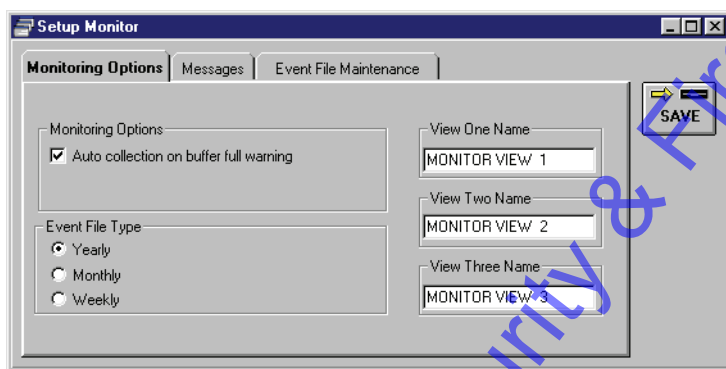 Setup Monitor
Monitoring Options
Messages
Event File Maintenance
SAVE
Monitoring Options
Auto collection on buffer full warning
Event File Type
Yearly
Monthly
Weekly
View One Name
MONITOR VIEW 1
View Two Name
MONITOR VIEW 2
View Three Name
MONITOR VIEW 3